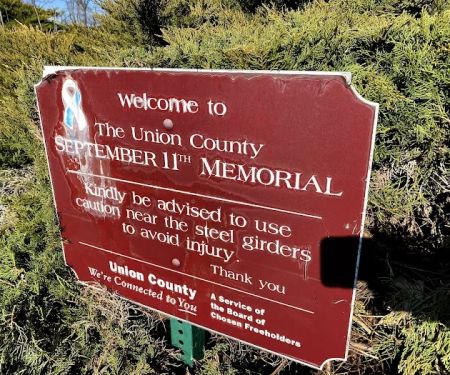 Welcome to
The Union County
SEPTEMBER 11TH MEMORIAL
Kindly be advised to use
caution near the steel girders
to avoid injury.
Thank you
Union County
We're Connected to You
A Service of
the Board of
Chosen Freeholders